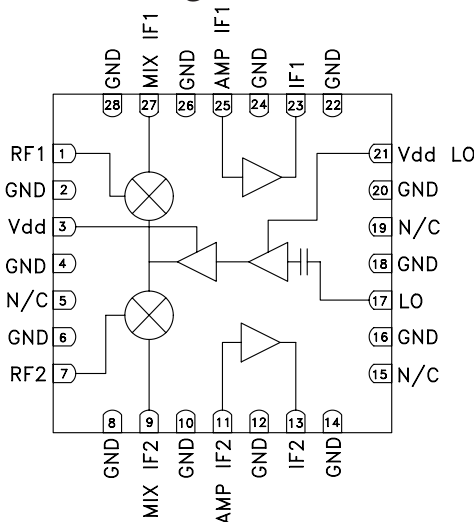 GND
MIX IF1
GND
AMP IF1
GND
IF1
GND
28
27
26
25
24
23
22
RF1 1
GND 2
Vdd 3
GND 4
N/C 5
GND 6
RF2 7
21 Vdd LO
20 GND
19 N/C
18 GND
17 LO
16 GND
15 N/C
8
9
10
11
12
13
14
GND
MIX IF2
GND
AMP IF2
GND
IF2
GND